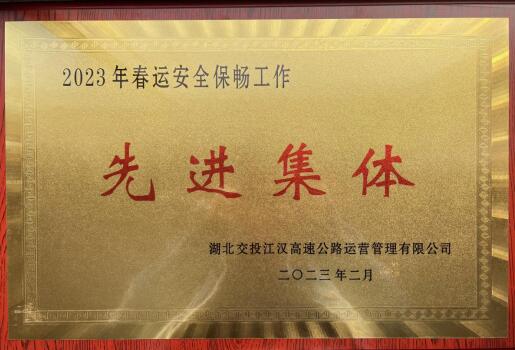 2023年春运安全保畅工作
先进集体
湖北交投江汉高速公路运营管理有限公司
二〇二三年二月